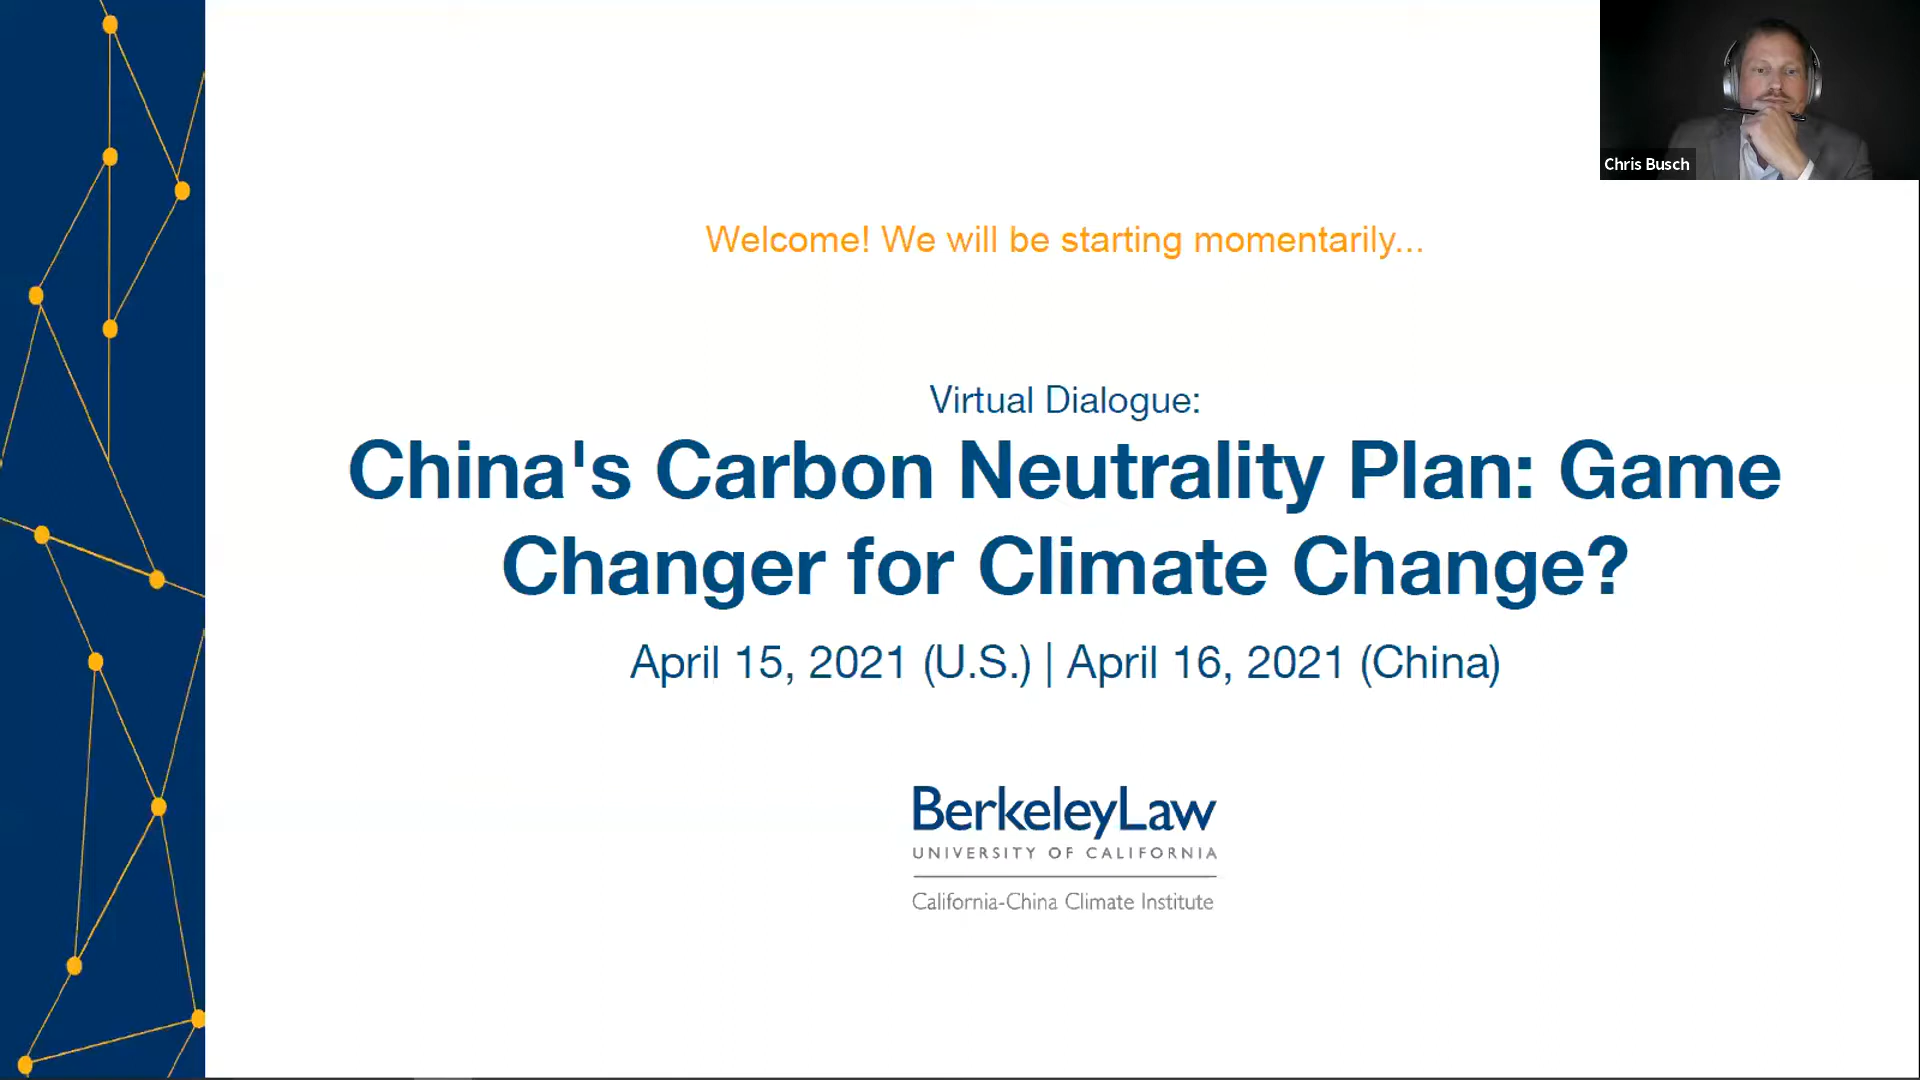 Chris Busch
Welcome! We will be starting momentarily...
Virtual Dialogue:
China's Carbon Neutrality Plan: Game
Changer for Climate Change?
April 15, 2021 (U.S.) | April 16, 2021 (China)
BerkeleyLaw
UNIVERSITY OF CALIFORNIA
California-China Climate Institute